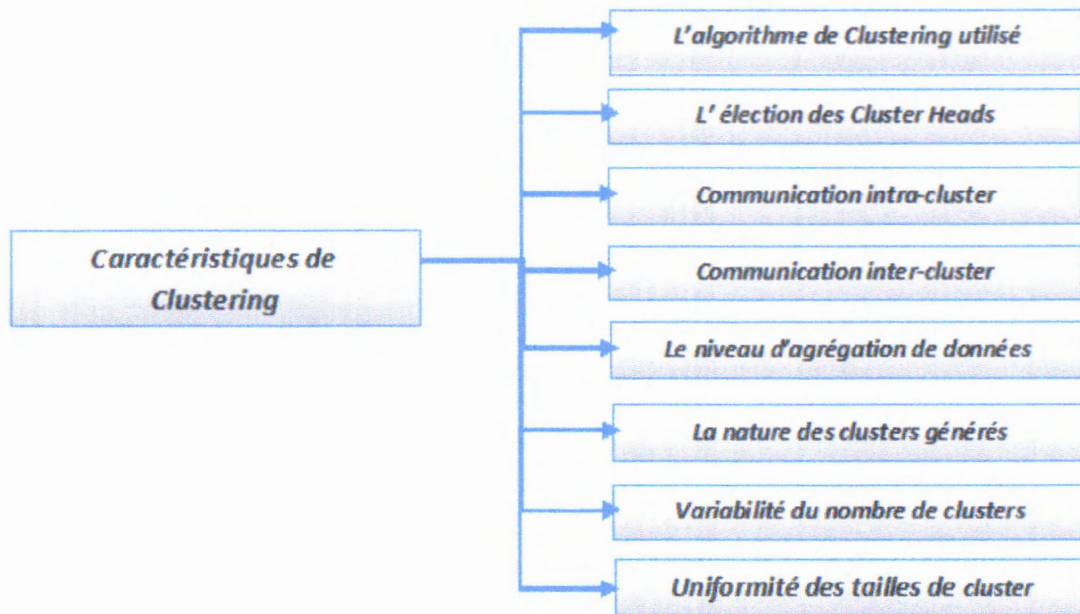 L'algorithme de Clustering utilisé
L' élection des Cluster Heads
Communication intra-cluster
Caractéristiques de
Clustering
Communication inter-cluster
Le niveau d'agrégation de données
La nature des clusters générés
Variabilité du nombre de clusters
Uniformité des tailles de cluster